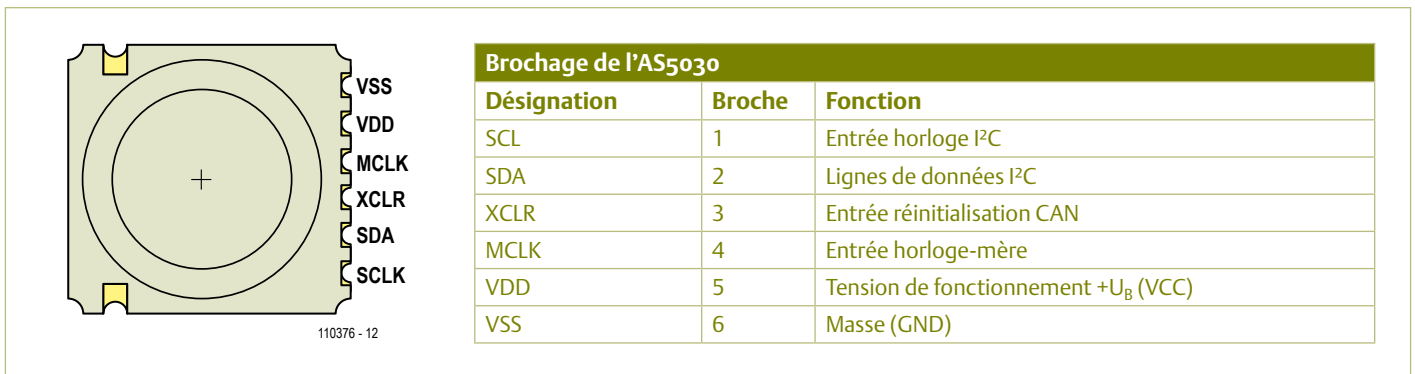 VSS
VDD
MCLK
XCLR
SDA
SCLK
110376 - 12
Brochage de l'AS5030
Désignation Broche Fonction
SCL 1 Entrée horloge I²C
SDA 2 Lignes de données I²C
XCLR 3 Entrée réinitialisation CAN
MCLK 4 Entrée horloge-mère
VDD 5 Tension de fonctionnement +U_B (VCC)
VSS 6 Masse (GND)